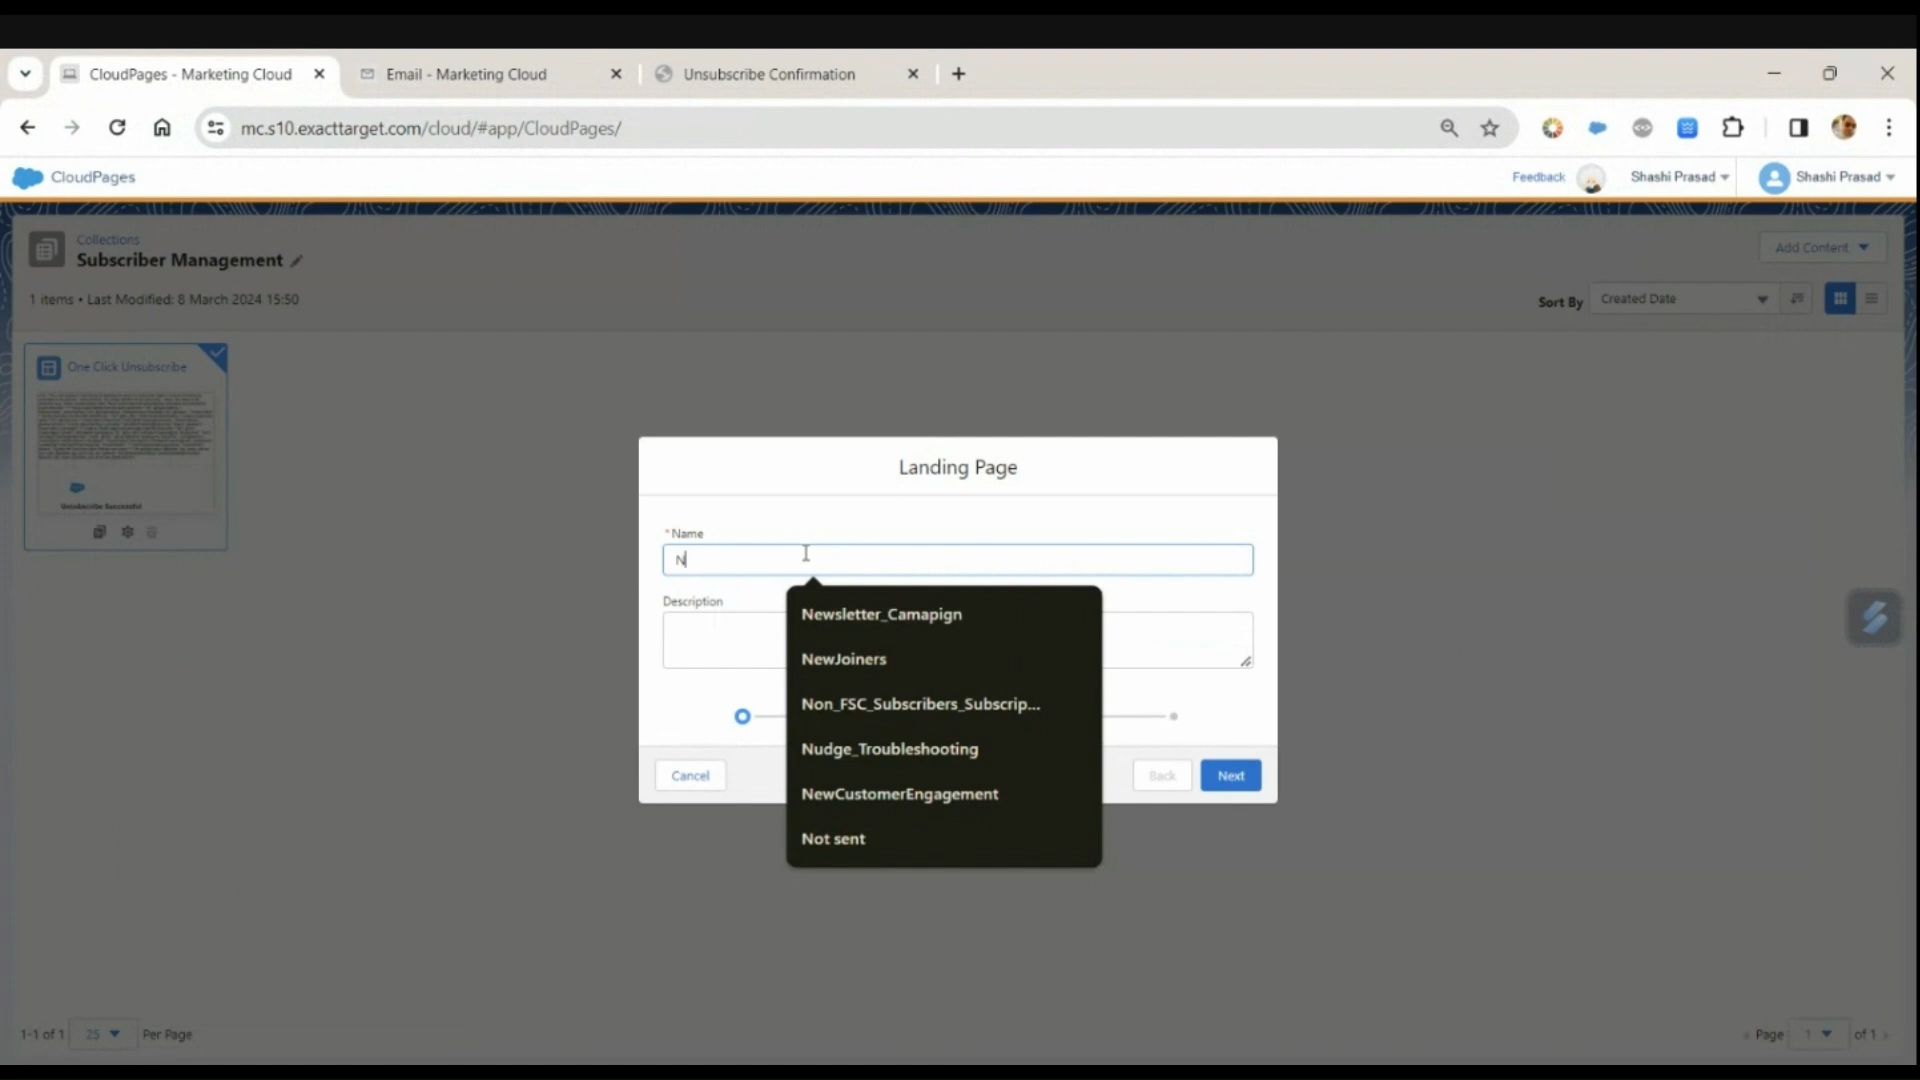 CloudPages - Marketing Cloud
Email - Marketing Cloud
Unsubscribe Confirmation
mc.s10.exacttarget.com/cloud/#app/CloudPages/
CloudPages
Feedback
Shashi Prasad
Shashi Prasad
Collections
Subscriber Management
Add Content
1 items • Last Modified: 8 March 2024 15:50
Sort By
Created Date
One Click Unsubscribe
Unsubscribe Successful
Landing Page
*Name
N
Description
Newsletter_Camapign
NewJoiners
Non_FSC_Subscribers_Subscrip...
Nudge_Troubleshooting
NewCustomerEngagement
Not sent
Cancel
Back
Next
1-1 of 1
25
Per Page
Page
1
of 1